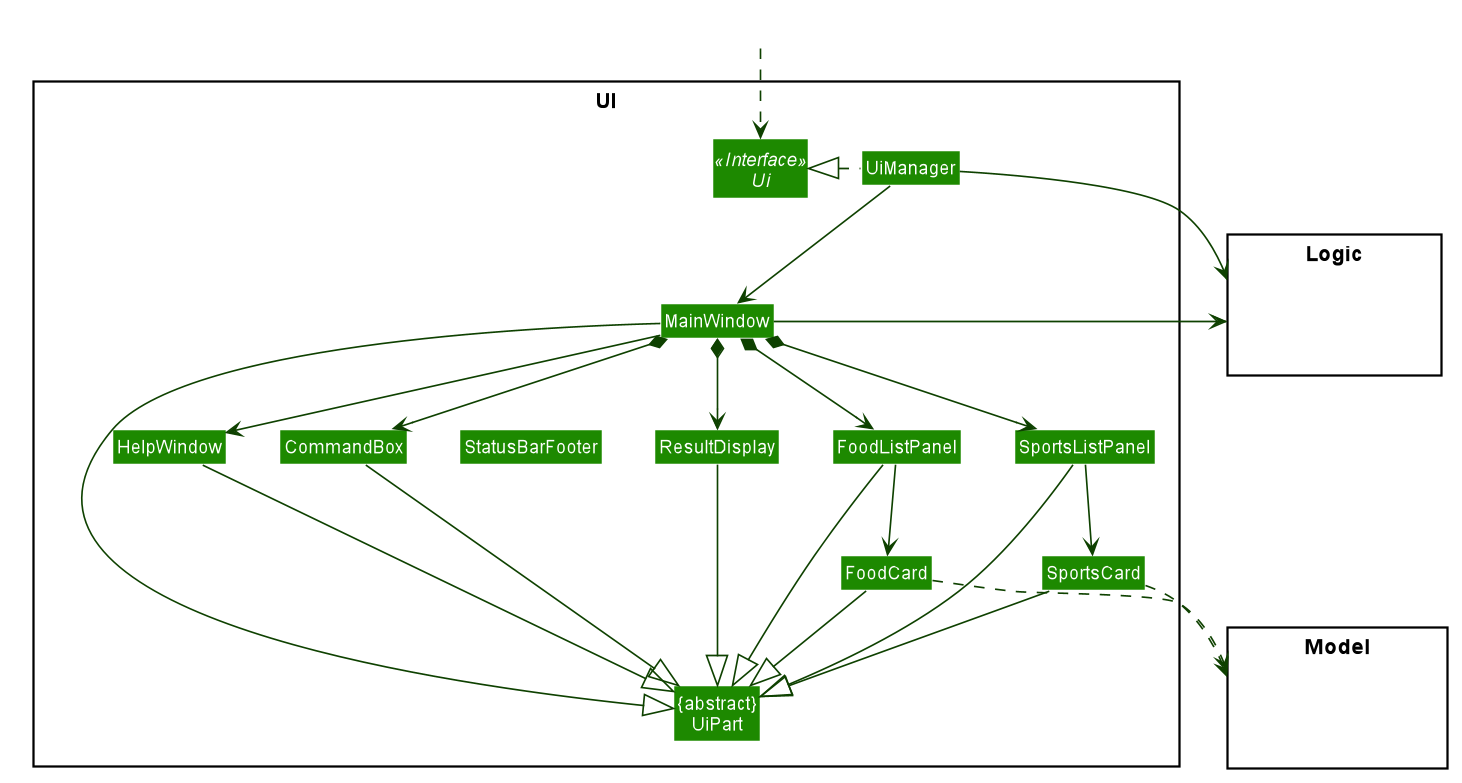 UI
«Interface»
Ui
UiManager
Logic
MainWindow
HelpWindow
CommandBox
StatusBarFooter
ResultDisplay
FoodListPanel
SportsListPanel
FoodCard
SportsCard
Model
{abstract}
UiPart